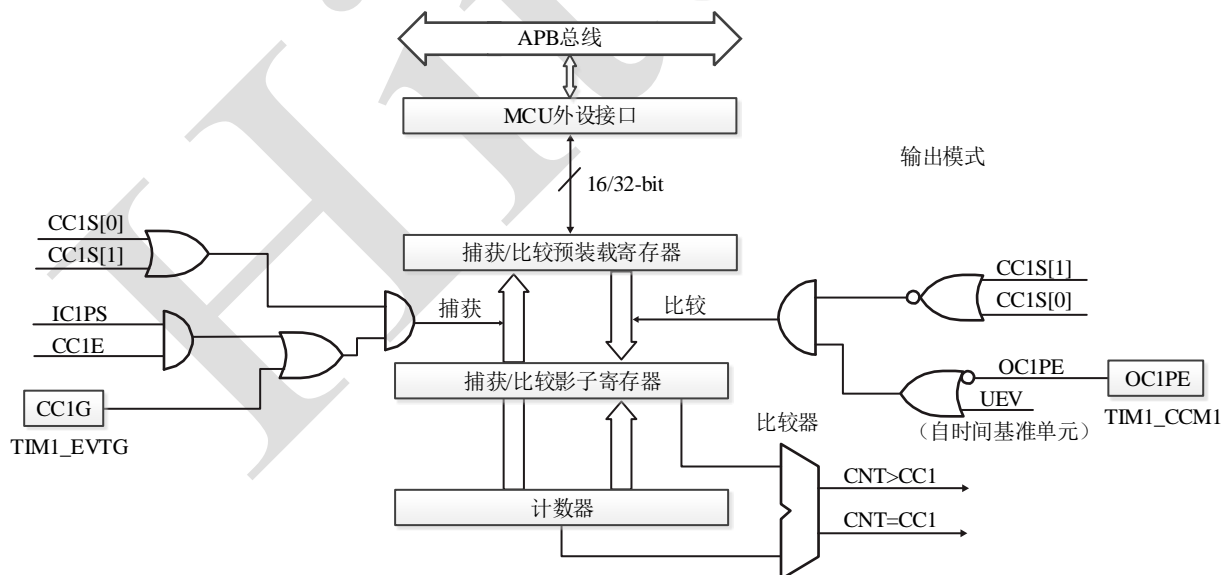 APB总线
MCU外设接口
输出模式
16/32-bit
CC1S[0]
CC1S[1]
捕获/比较预装载寄存器
CC1S[1]
CC1S[0]
IC1PS
CC1E
捕获
比较
CC1G
TIM1_EVTG
捕获/比较影子寄存器
OC1PE
OC1PE
UEV
TIM1_CCM1
（自时间基准单元）
比较器
CNT>CC1
计数器
CNT=CC1